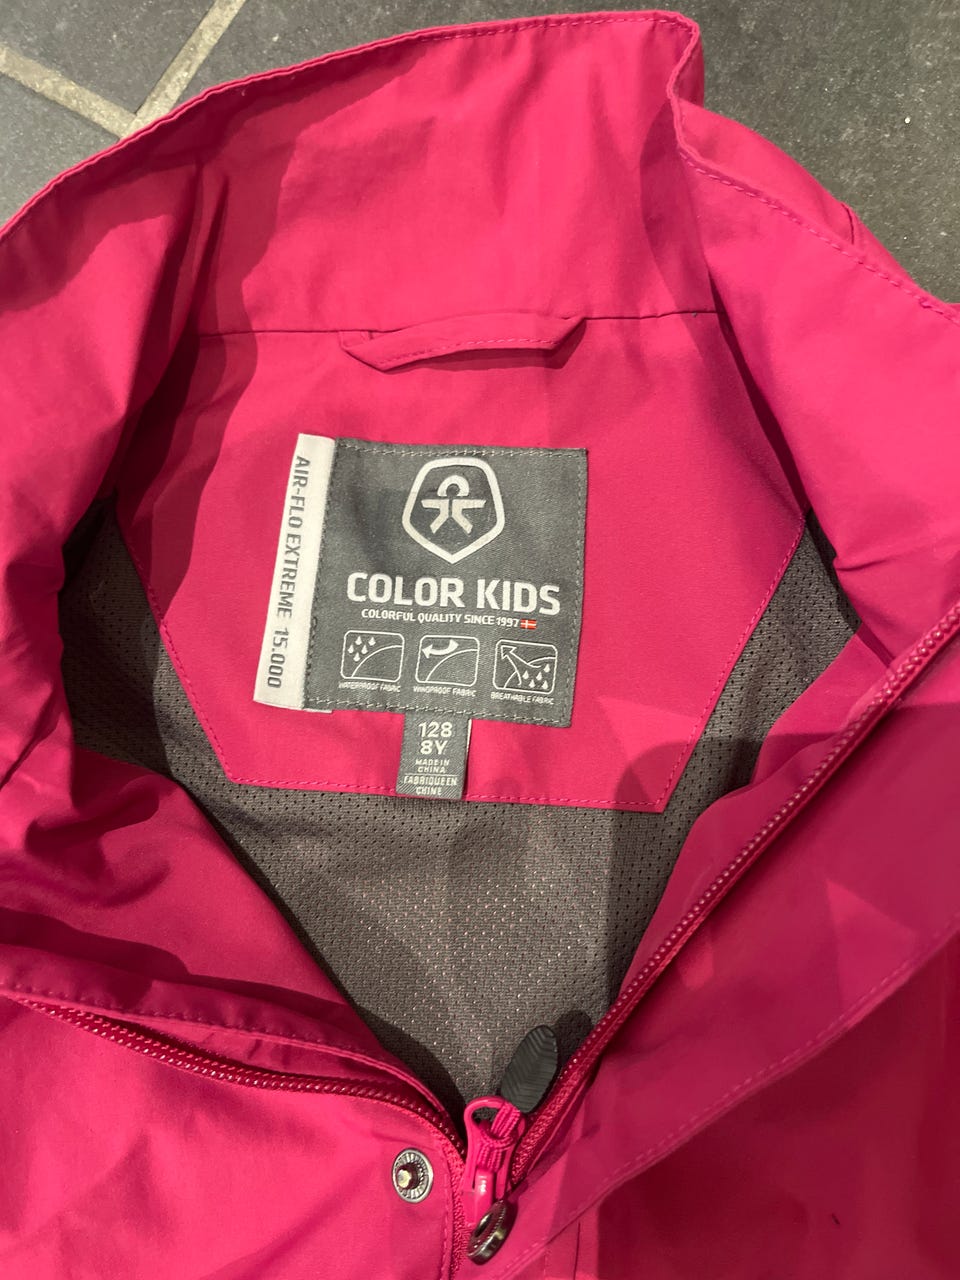 AIR-FLO EXTREME 15.000
COLOR KIDS
COLORFUL QUALITY SINCE 1997
WATERPROOF FABRIC
WINDPROOF FABRIC
BREATHABLE FABRIC
128
8Y
MADE IN
CHINA
FABRIQUE EN
CHINE